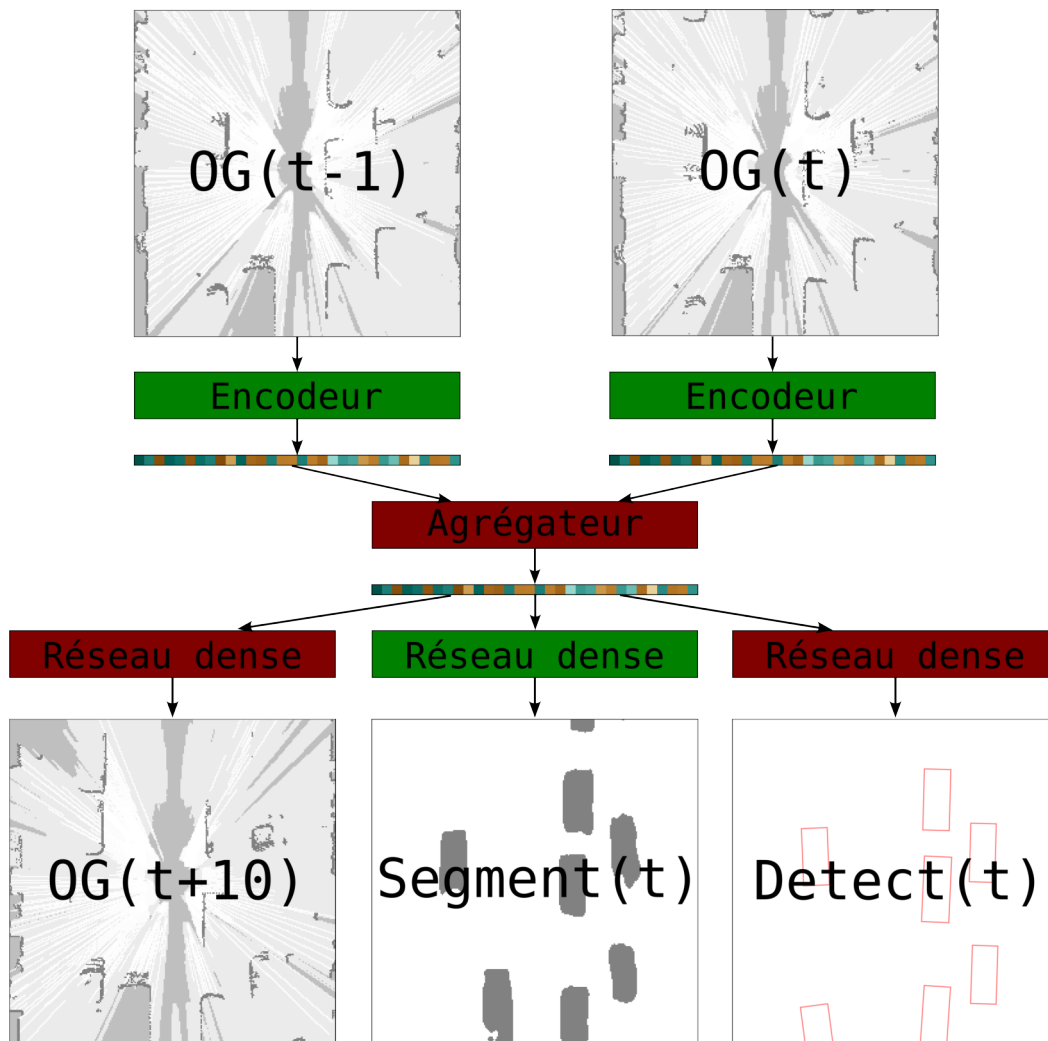 OG(t-1)
OG(t)
Encodeur
Encodeur
Agrégateur
Réseau dense
Réseau dense
Réseau dense
OG(t+10)
Segment(t)
Detect(t)